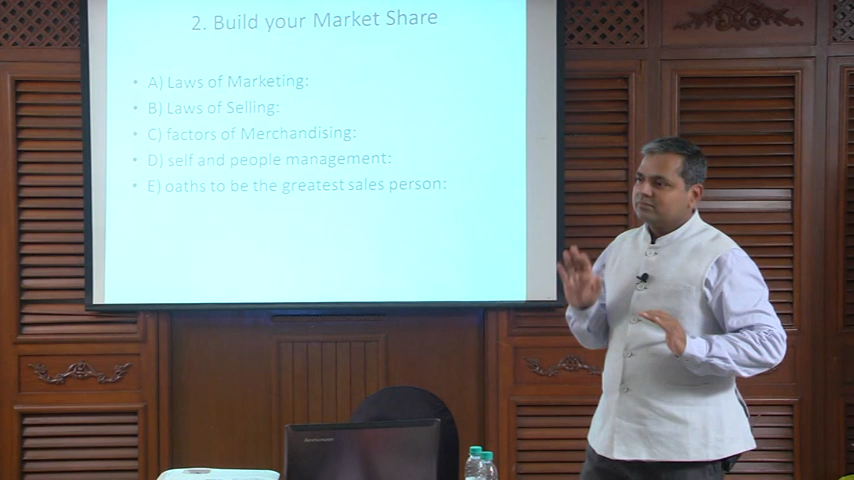 2. Build your Market Share
• A) Laws of Marketing:
• B) Laws of Selling:
• C) factors of Merchandising:
• D) self and people management:
• E) oaths to be the greatest sales person:
lenovo